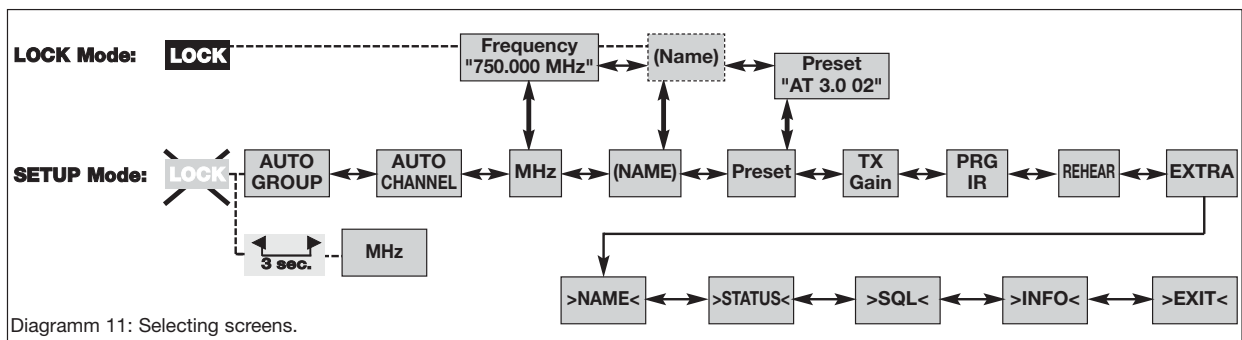 LOCK Mode:
LOCK
Frequency
"750.000 MHz"
(Name)
Preset
"AT 3.0 02"
SETUP Mode:
LOCK
AUTO
GROUP
AUTO
CHANNEL
MHz
(NAME)
Preset
TX
Gain
PRG
IR
REHEAR
EXTRA
3 sec.
MHz
>NAME<
>STATUS<
>SQL<
>INFO<
>EXIT<
Diagramm 11: Selecting screens.